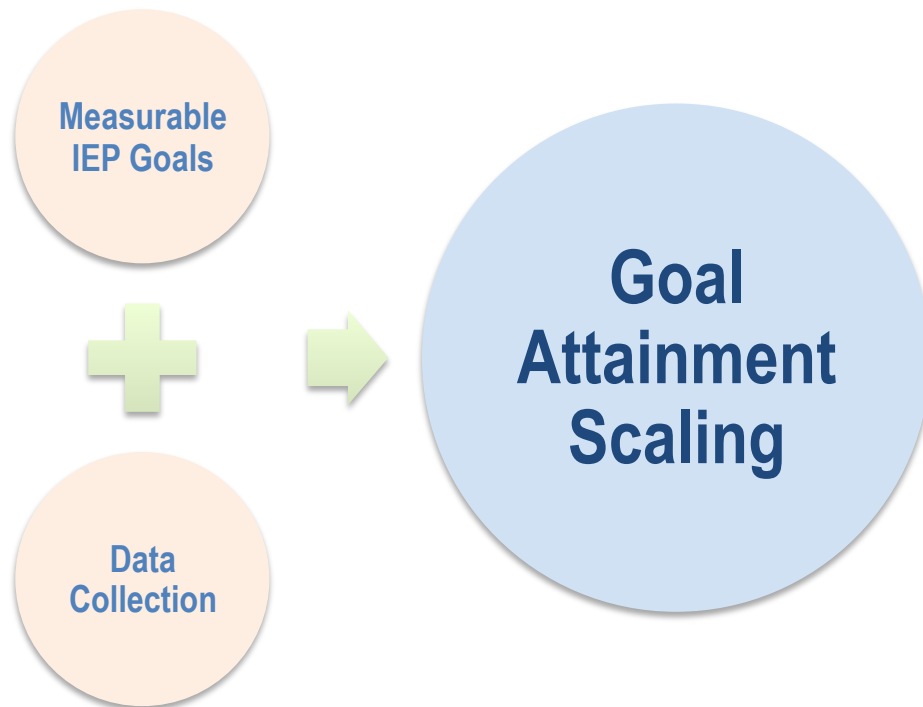 Measurable
IEP Goals
Data
Collection
Goal
Attainment
Scaling